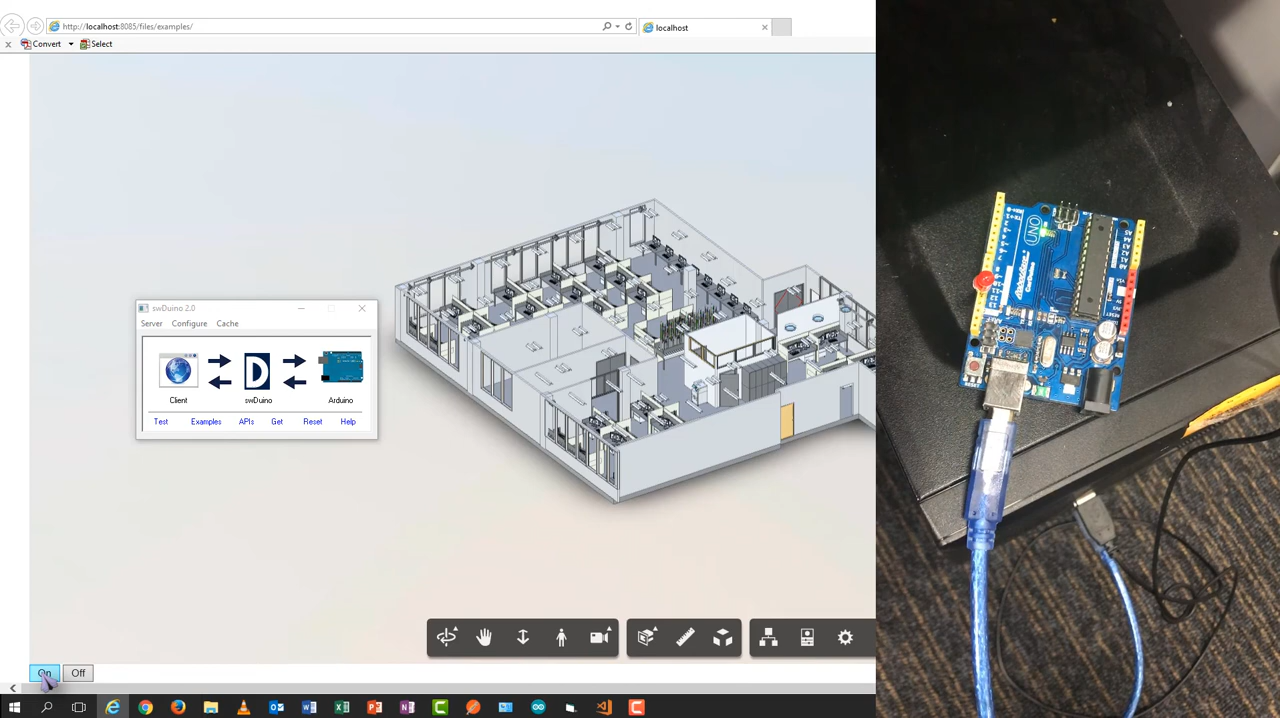 http://localhost:8085/files/examples/
localhost
Convert
Select
swDuino 2.0
Server Configure Cache
Client
swDuino
Arduino
Test Examples APIs Get Reset Help
On Off
UNO
RESET